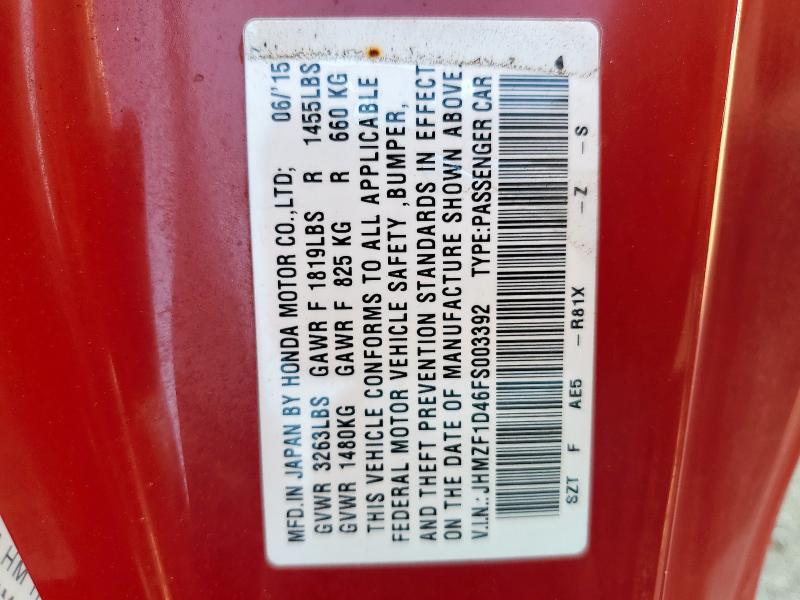 MFD.IN JAPAN BY HONDA MOTOR CO.,LTD; 06/'15
GVWR 3263LBS GAWR F 1819LBS R 1455LBS
GVWR 1480KG GAWR F 825 KG R 660 KG
THIS VEHICLE CONFORMS TO ALL APPLICABLE
FEDERAL MOTOR VEHICLE SAFETY ,BUMPER,
AND THEFT PREVENTION STANDARDS IN EFFECT
ON THE DATE OF MANUFACTURE SHOWN ABOVE
V.I.N.: JHMZF1D46FS003392 TYPE:PASSENGER CAR
SZT F AE5 -R81X -Z -S
HM